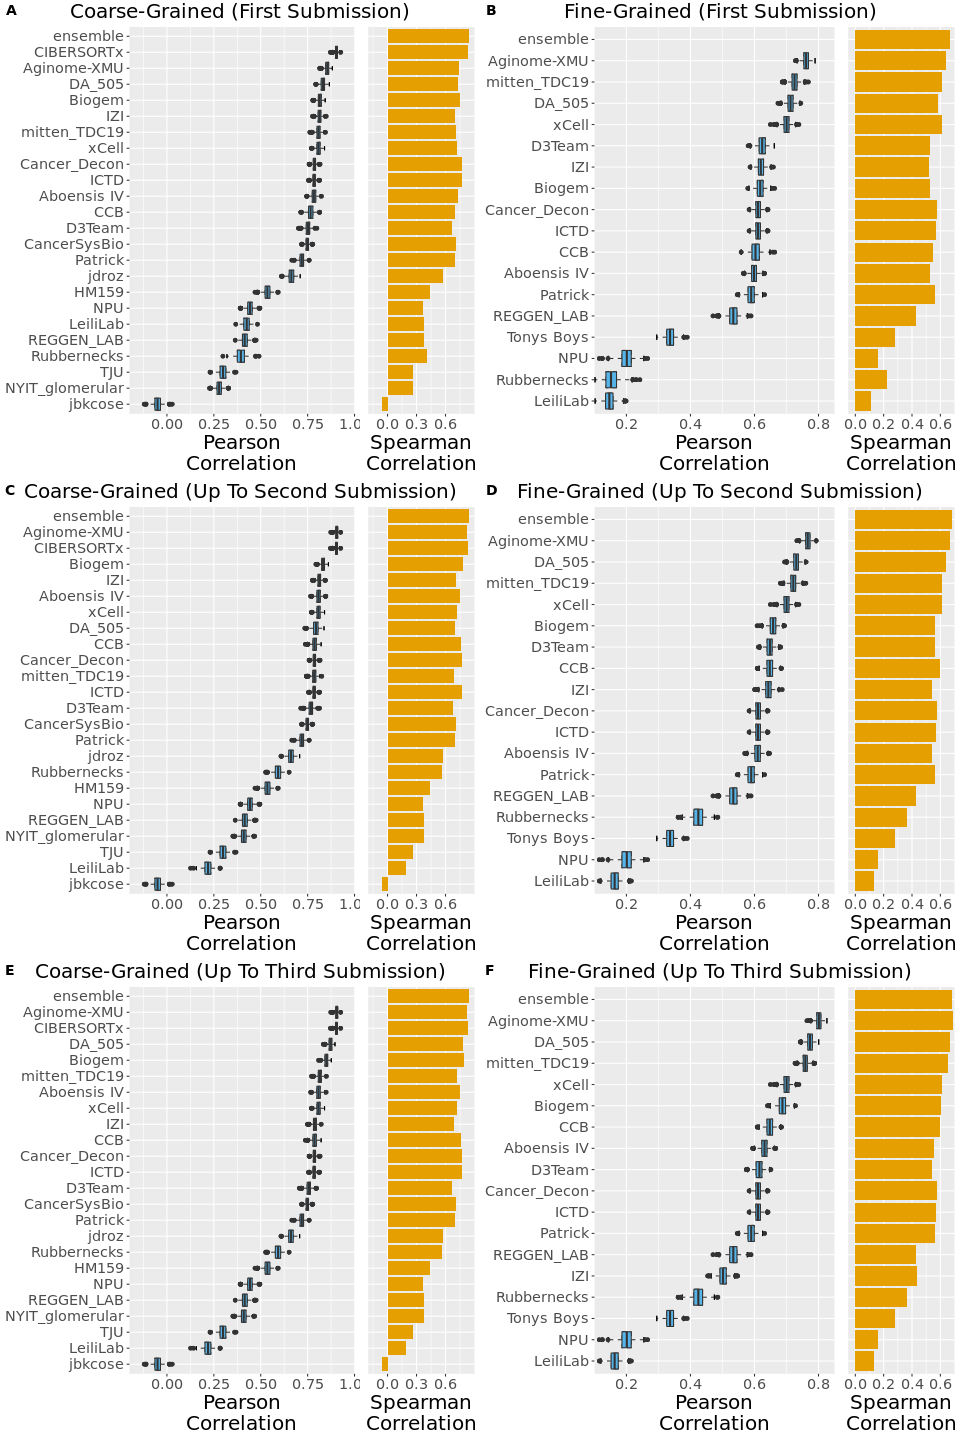 A
Coarse-Grained (First Submission)
ensemble
CIBERSORTx
Aginome-XMU
DA_505
Biogem
IZI
mitten_TDC19
xCell
Cancer_Decon
ICTD
Aboensis IV
CCB
D3Team
CancerSysBio
Patrick
jdroz
HM159
NPU
LeiliLab
REGGEN_LAB
Rubbernecks
TJU
NYIT_glomerular
jbkcose
0.00 0.25 0.50 0.75 1.0
0.0 0.3 0.6
Pearson
Correlation
Spearman
Correlation
B
Fine-Grained (First Submission)
ensemble
Aginome-XMU
mitten_TDC19
DA_505
xCell
D3Team
IZI
Biogem
Cancer_Decon
ICTD
CCB
Aboensis IV
Patrick
REGGEN_LAB
Tonys Boys
NPU
Rubbernecks
LeiliLab
0.2 0.4 0.6 0.8
0.0 0.2 0.4 0.6
Pearson
Correlation
Spearman
Correlation
C
Coarse-Grained (Up To Second Submission)
ensemble
Aginome-XMU
CIBERSORTx
Biogem
IZI
Aboensis IV
xCell
DA_505
CCB
Cancer_Decon
mitten_TDC19
ICTD
D3Team
CancerSysBio
Patrick
jdroz
Rubbernecks
HM159
NPU
REGGEN_LAB
NYIT_glomerular
TJU
LeiliLab
jbkcose
0.00 0.25 0.50 0.75 1.0
0.0 0.3 0.6
Pearson
Correlation
Spearman
Correlation
D
Fine-Grained (Up To Second Submission)
ensemble
Aginome-XMU
DA_505
mitten_TDC19
xCell
Biogem
D3Team
CCB
IZI
Cancer_Decon
ICTD
Aboensis IV
Patrick
REGGEN_LAB
Rubbernecks
Tonys Boys
NPU
LeiliLab
0.2 0.4 0.6 0.8
0.0 0.2 0.4 0.6
Pearson
Correlation
Spearman
Correlation
E
Coarse-Grained (Up To Third Submission)
ensemble
Aginome-XMU
CIBERSORTx
DA_505
Biogem
mitten_TDC19
Aboensis IV
xCell
IZI
CCB
Cancer_Decon
ICTD
D3Team
CancerSysBio
Patrick
jdroz
Rubbernecks
HM159
NPU
REGGEN_LAB
NYIT_glomerular
TJU
LeiliLab
jbkcose
0.00 0.25 0.50 0.75 1.0
0.0 0.3 0.6
Pearson
Correlation
Spearman
Correlation
F
Fine-Grained (Up To Third Submission)
ensemble
Aginome-XMU
DA_505
mitten_TDC19
xCell
Biogem
CCB
Aboensis IV
D3Team
Cancer_Decon
ICTD
Patrick
REGGEN_LAB
IZI
Rubbernecks
Tonys Boys
NPU
LeiliLab
0.2 0.4 0.6 0.8
0.0 0.2 0.4 0.6
Pearson
Correlation
Spearman
Correlation